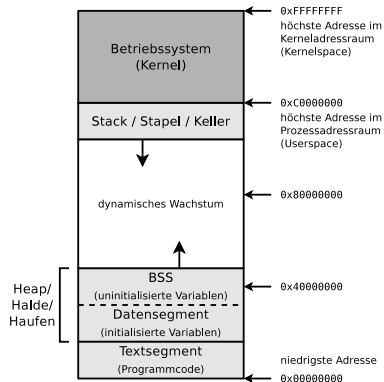 0xFFFFFFFF
höchste Adresse im
Kerneladressraum
(Kernelspace)
Betriebssystem
(Kernel)
0xC0000000
höchste Adresse im
Prozessadressraum
(Userspace)
Stack / Stapel / Keller
dynamisches Wachstum
0x80000000
Heap/
Halde/
Haufen
BSS
(uninitialisierte Variablen)
0x40000000
Datensegment
(initialisierte Variablen)
Textsegment
(Programmcode)
niedrigste Adresse
0x00000000